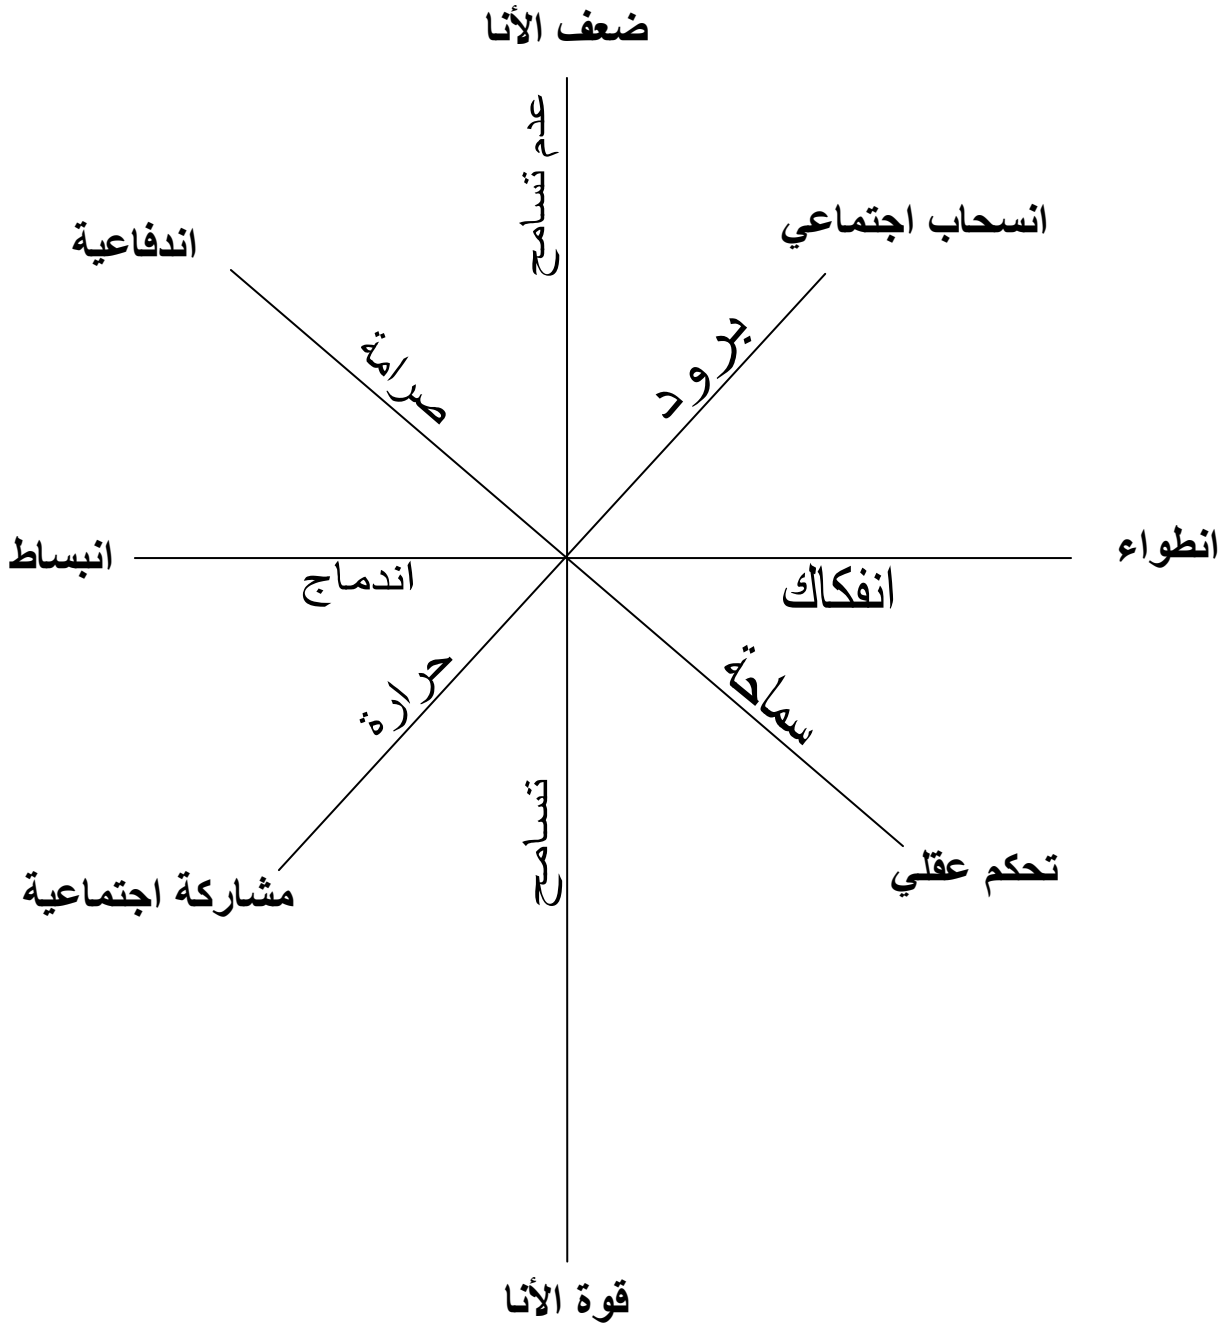 ضعف الأنا
عدم تسامح
انسحاب اجتماعي
اندفاعية
برود
صرامة
انطواء
انبساط
انفكاك
اندماج
سماحة
حرارة
تسامح
تحكم عقلي
مشاركة اجتماعية
قوة الأنا